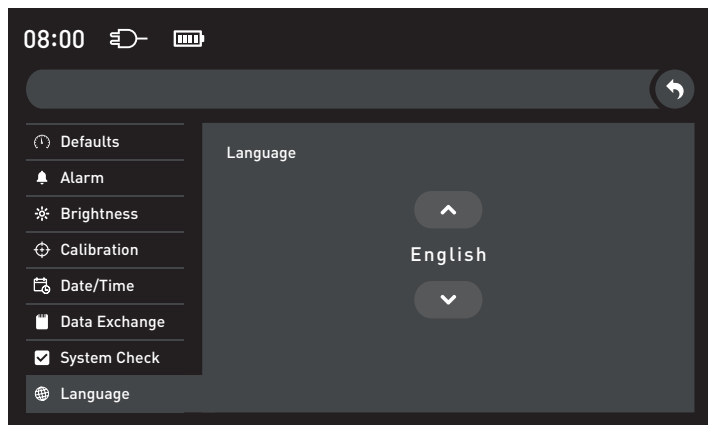 08:00
Defaults
Alarm
Brightness
Calibration
Date/Time
Data Exchange
System Check
Language
Language
English